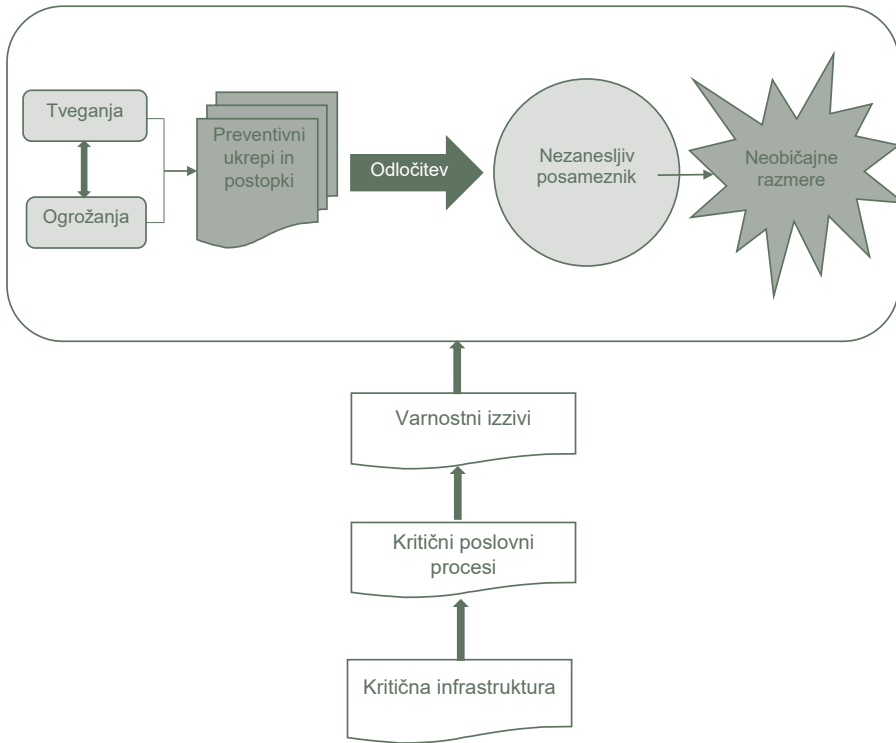 Tveganja
Ogrožanja
Preventivni
ukrepi in
postopki
Odločitev
Nezanesljiv
posameznik
Neobičajne
razmere
Varnostni izzivi
Kritični poslovni
procesi
Kritična infrastruktura